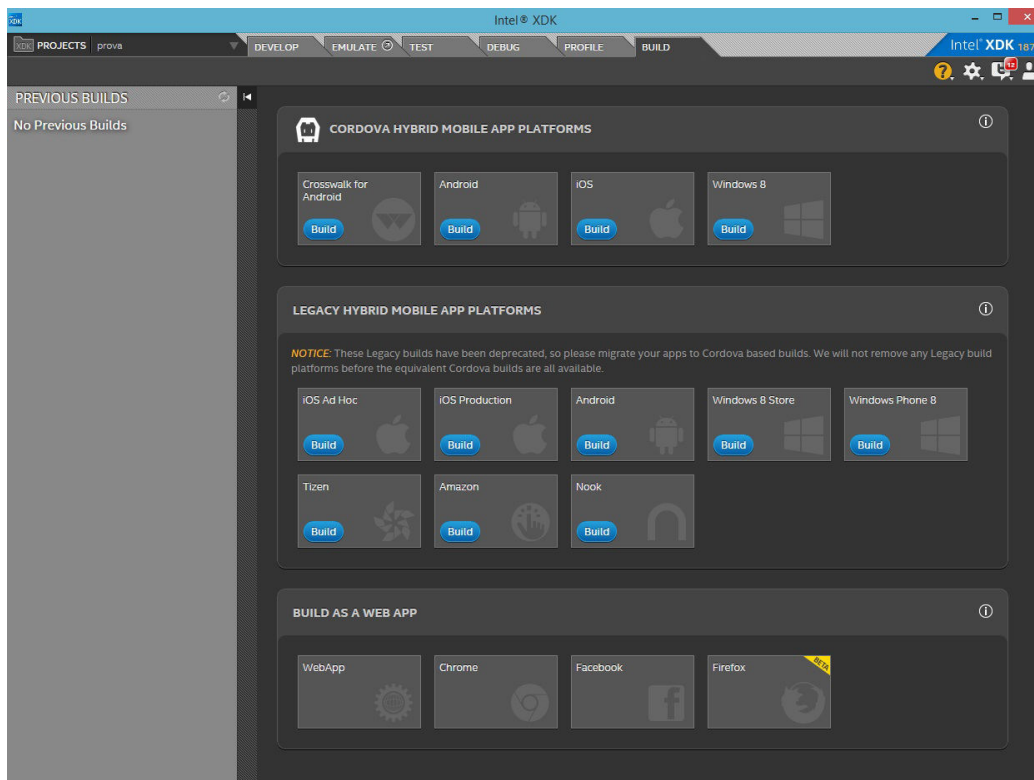 XDK
Intel® XDK
XDK PROJECTS prova
DEVELOP
EMULATE
TEST
DEBUG
PROFILE
BUILD
Intel® XDK 187
?
12
PREVIOUS BUILDS
No Previous Builds
CORDOVA HYBRID MOBILE APP PLATFORMS
Crosswalk for
Android
Build
Android
Build
iOS
Build
Windows 8
Build
LEGACY HYBRID MOBILE APP PLATFORMS
NOTICE: These Legacy builds have been deprecated, so please migrate your apps to Cordova based builds. We will not remove any Legacy build
platforms before the equivalent Cordova builds are all available.
iOS Ad Hoc
Build
iOS Production
Build
Android
Build
Windows 8 Store
Build
Windows Phone 8
Build
Tizen
Build
Amazon
Build
Nook
Build
BUILD AS A WEB APP
WebApp
Chrome
Facebook
Firefox
BETA